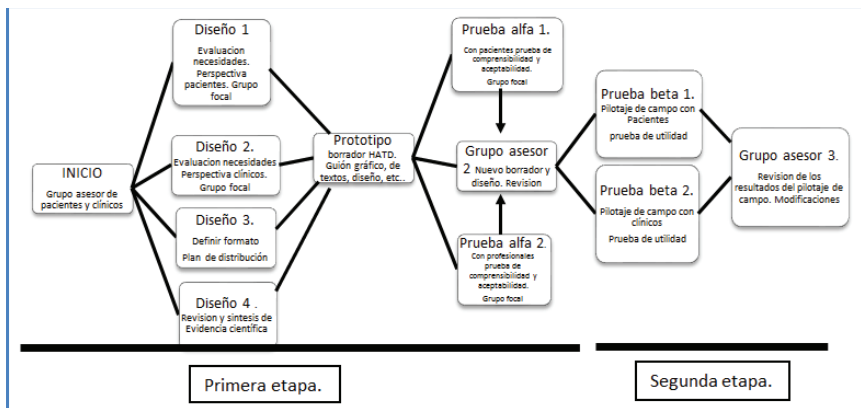 INICIO
Grupo asesor de
pacientes y clínicos
Diseño 1
Evaluacion
necesidades.
Perspectiva
pacientes. Grupo
focal
Diseño 2.
Evaluacion necesidades
Perspectiva clínicos.
Grupo focal
Diseño 3.
Definir formato
Plan de distribución
Diseño 4 .
Revision y sintesis de
Evidencia científica
Prototipo
borrador HATD.
Guión gráfico, de
textos, diseño, etc..
Prueba alfa 1.
Con pacientes prueba de
comprensibilidad y
aceptabilidad.
Grupo focal
Grupo asesor
2 Nuevo borrador y
diseño. Revision
Prueba alfa 2.
Con profesionales
prueba de
comprensibilidad y
aceptabilidad.
Grupo focal
Prueba beta 1.
Pilotaje de campo con
Pacientes
prueba de utilidad
Prueba beta 2.
Pilotaje de campo con
clínicos
Prueba de utilidad
Grupo asesor 3.
Revision de los
resultados del pilotaje de
campo. Modificaciones
Primera etapa.
Segunda etapa.